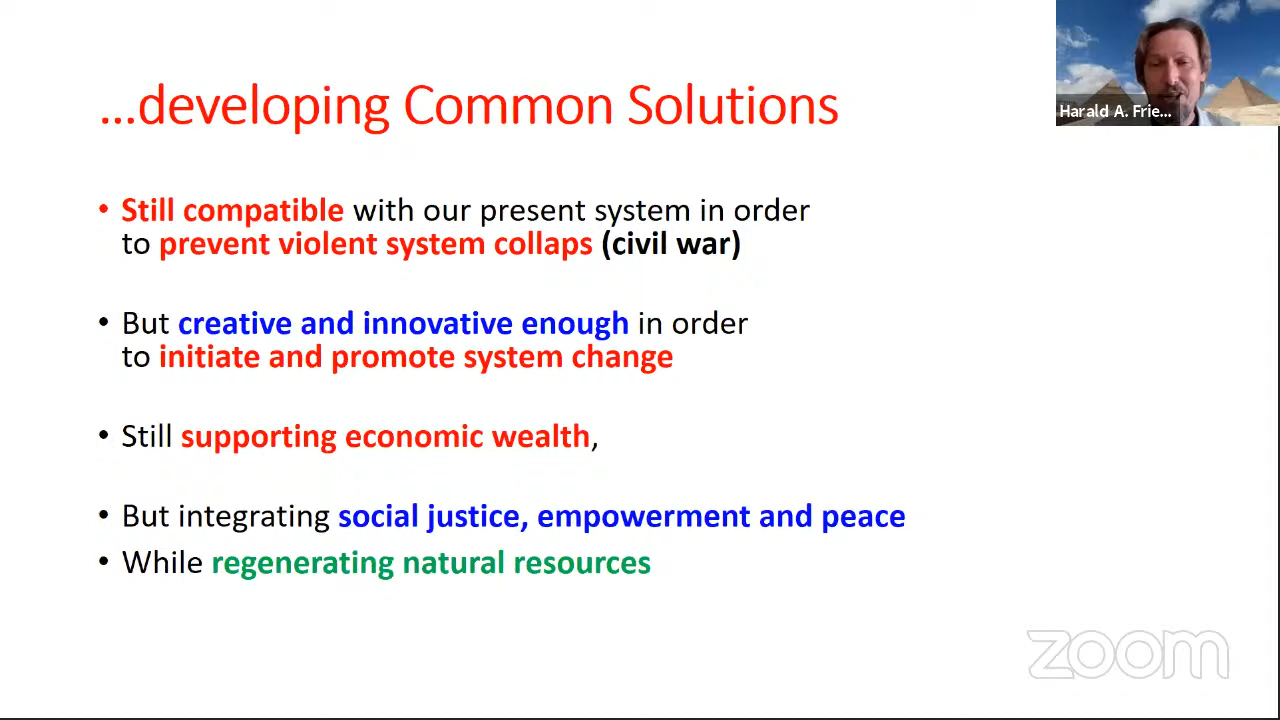 ...developing Common Solutions
Harald A. Frie...
• Still compatible with our present system in order
to prevent violent system collaps (civil war)
• But creative and innovative enough in order
to initiate and promote system change
• Still supporting economic wealth,
• But integrating social justice, empowerment and peace
• While regenerating natural resources
zoom